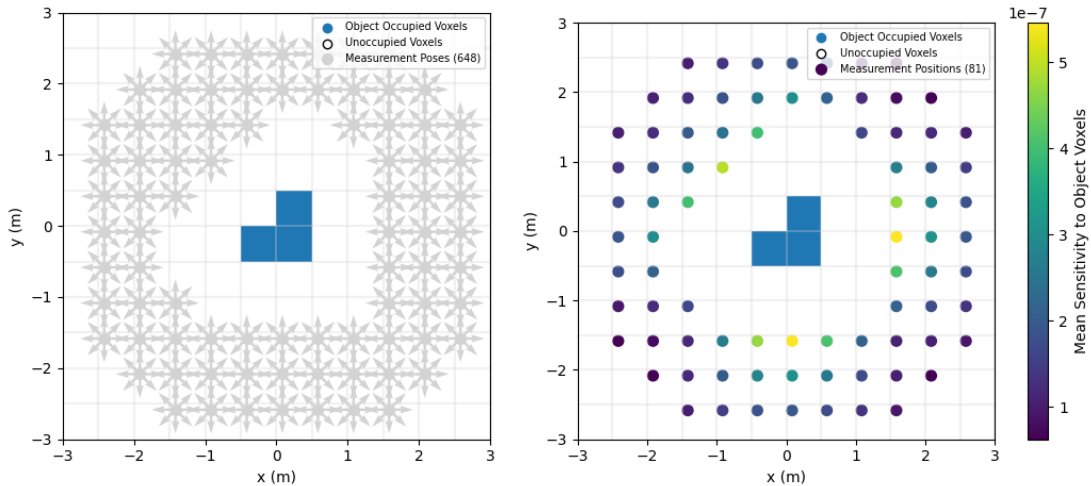 3
2
1
0
−1
−2
−3
y (m)
−3
−2
−1
0
1
2
3
x (m)
Object Occupied Voxels
Unoccupied Voxels
Measurement Poses (648)
3
2
1
0
−1
−2
−3
y (m)
−3
−2
−1
0
1
2
3
x (m)
Object Occupied Voxels
Unoccupied Voxels
Measurement Positions (81)
1e−7
5
4
3
2
1
Mean Sensitivity to Object Voxels